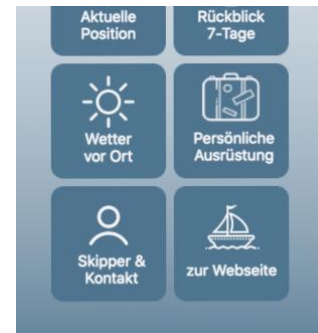 Aktuelle
Position
Rückblick
7-Tage
Wetter
vor Ort
Persönliche
Ausrüstung
Skipper &
Kontakt
zur Webseite